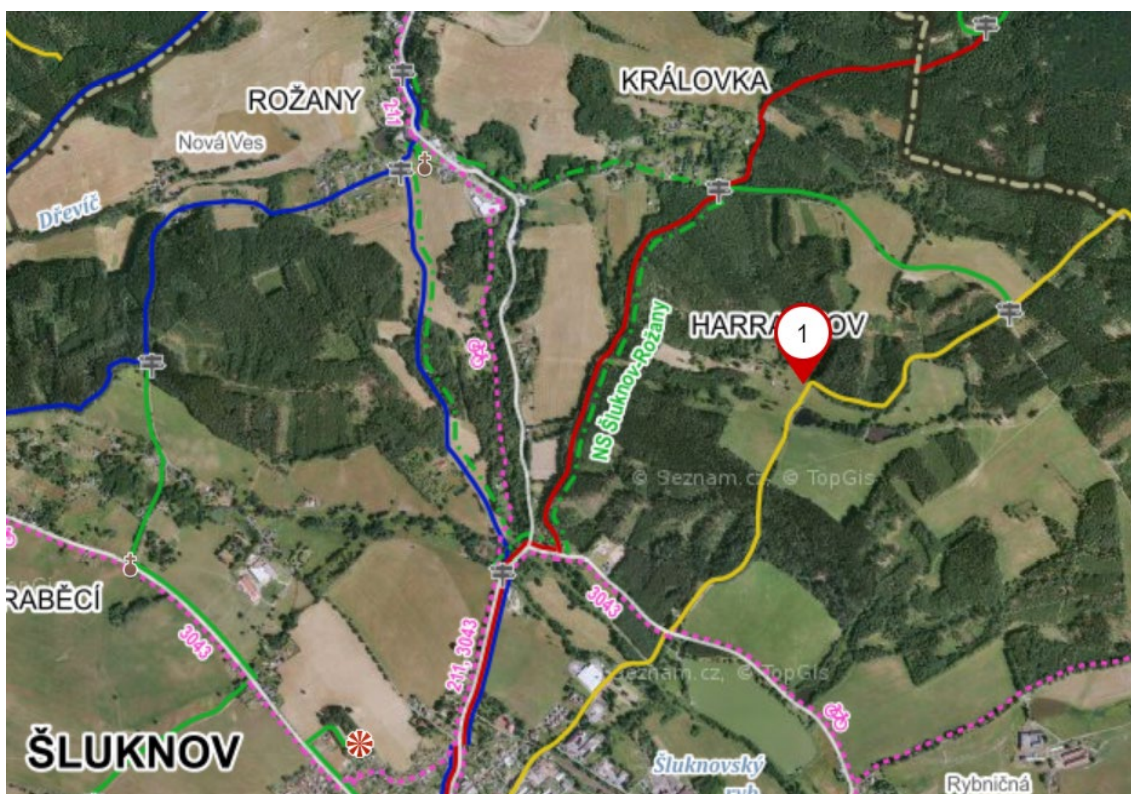 KRÁLOVKA
ROŽANY
211
Nová Ves
Dřevíč
NS Šluknov-Rožany
1
© Seznam.cz, © TopGis
TopGis
RABĚCÍ
3043
3043
211, 3043
Seznam.cz, © TopGis
ŠLUKNOV
Šluknovský
Rybničná